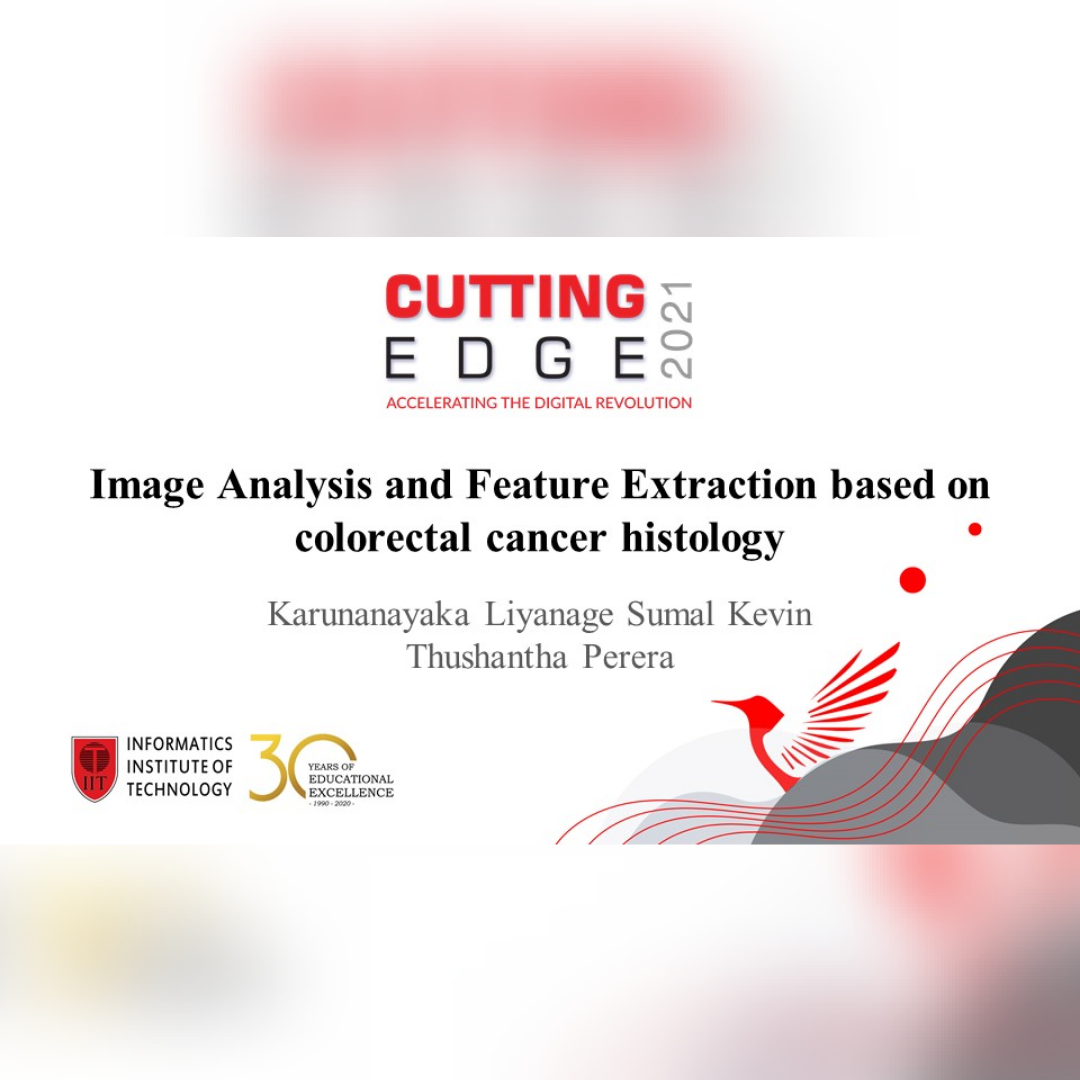 CUTTING
EDGE
2021
ACCELERATING THE DIGITAL REVOLUTION
Image Analysis and Feature Extraction based on
colorectal cancer histology
Karunanayaka Liyanage Sumal Kevin
Thushantha Perera
IIT
INFORMATICS
INSTITUTE OF
TECHNOLOGY
30
YEARS OF
EDUCATIONAL
EXCELLENCE
- 1990 - 2020 -